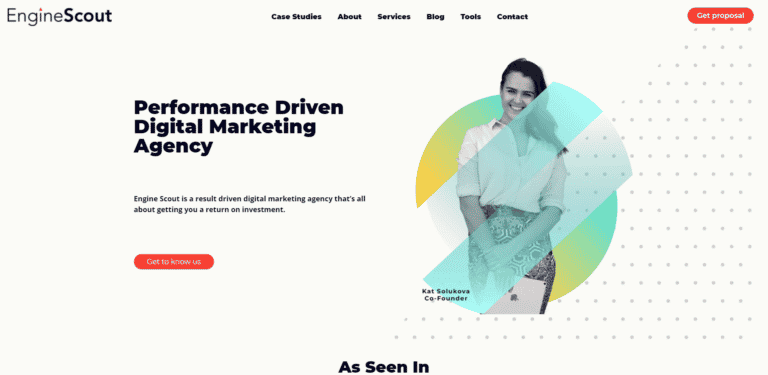 EngineScout
Case Studies About Services Blog Tools Contact
Get proposal
Performance Driven
Digital Marketing
Agency
Engine Scout is a result driven digital marketing agency that's all
about getting you a return on investment.
Get to know us
Kat Solukova
Co-Founder
As Seen In